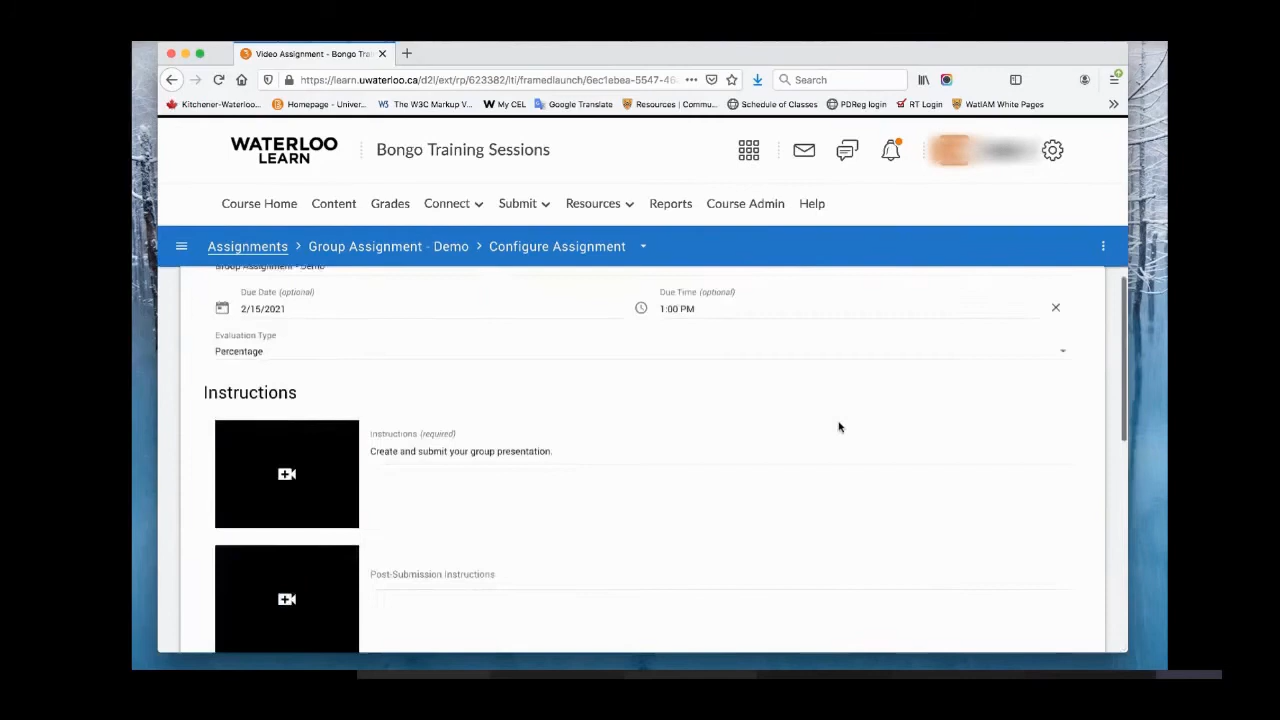 Video Assignment - Bongo Trai
https://learn.uwaterloo.ca/d2l/ext/rp/623382/lti/framedlaunch/6ec1ebea-5547-46
Search
Kitchener-Waterloo...
Homepage - Univer...
The W3C Markup V...
My CEL
Google Translate
Resources | Commu...
Schedule of Classes
PDReg login
RT Login
WatIAM White Pages
WATERLOO
LEARN
Bongo Training Sessions
Course Home
Content
Grades
Connect
Submit
Resources
Reports
Course Admin
Help
Assignments > Group Assignment - Demo > Configure Assignment
Group Assignment - Demo
Due Date (optional)
2/15/2021
Due Time (optional)
1:00 PM
Evaluation Type
Percentage
Instructions
Instructions (required)
Create and submit your group presentation.
Post-Submission Instructions